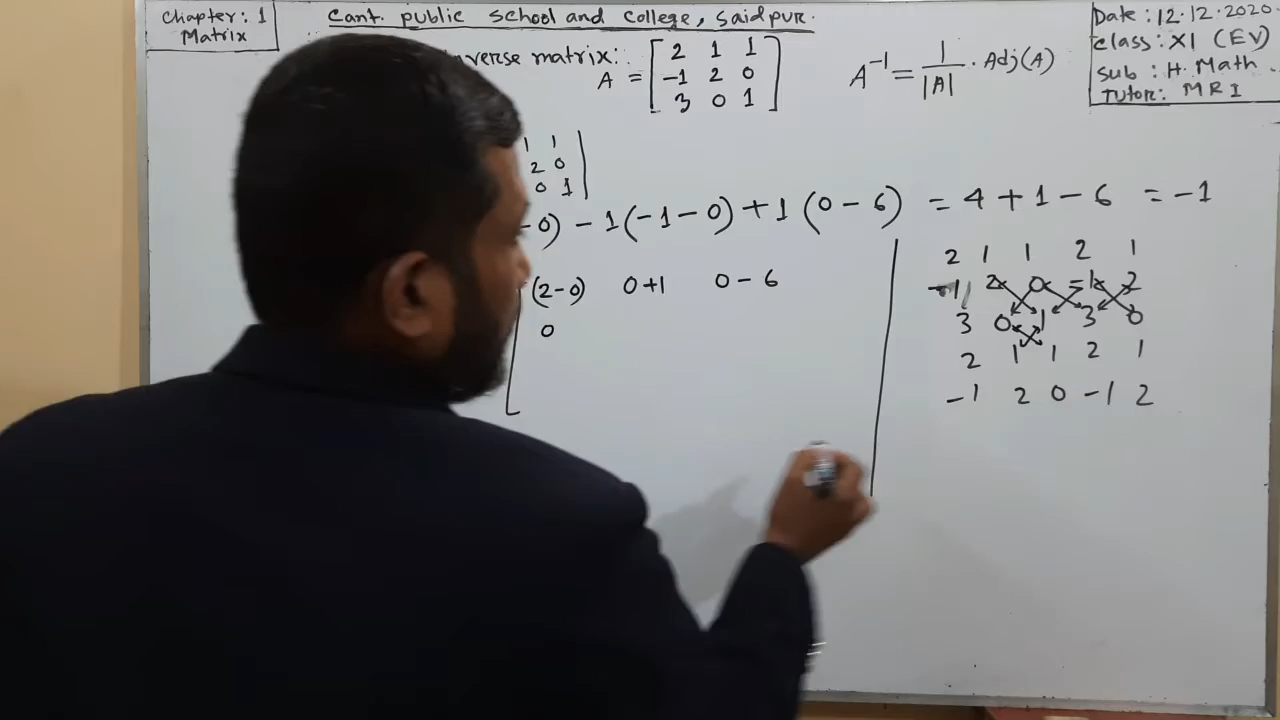 Chapter: 1
Matrix
Cant. public school and college, saidpur.
Date : 12.12.2020
class: XI (EV)
sub : H. Math
Tutor: MRI
verse matrix:
A = [ 2 1 1
-1 2 0
3 0 1 ]
A⁻¹ = 1/|A| · Adj(A)
1 1
2 0
0 1 |
-0) - 1(-1-0) + 1(0-6) = 4+1-6 = -1
(2-0) 0+1 0-6
0
2 1 1 2 1
-1 2 0 -1 2
3 0 1 3 0
2 1 1 2 1
-1 2 0 -1 2